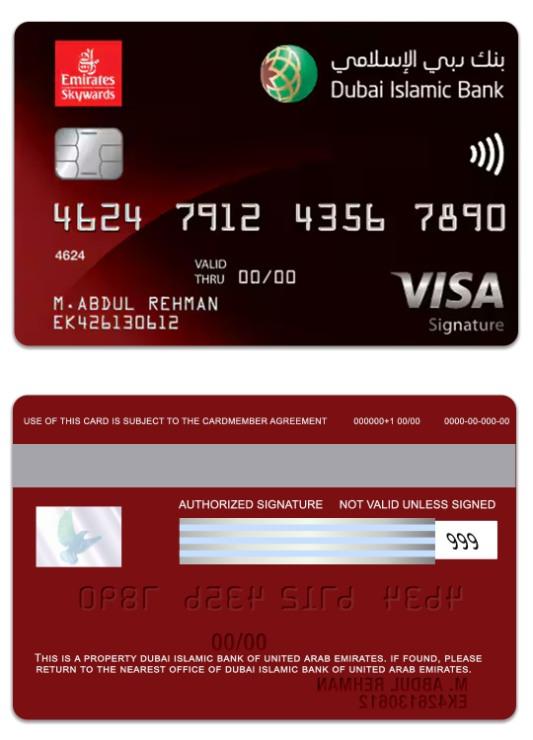 Emirates
Skywards
بنك دبي الإسلامي
Dubai Islamic Bank
4624 7912 4356 7890
4624
VALID
THRU 00/00
M.ABDUL REHMAN
EK426130612
VISA
Signature
USE OF THIS CARD IS SUBJECT TO THE CARDMEMBER AGREEMENT 000000+1 00/00 0000-00-000-00
AUTHORIZED SIGNATURE NOT VALID UNLESS SIGNED
999
00/00
THIS IS A PROPERTY DUBAI ISLAMIC BANK OF UNITED ARAB EMIRATES. IF FOUND, PLEASE
RETURN TO THE NEAREST OFFICE OF DUBAI ISLAMIC BANK OF UNITED ARAB EMIRATES.
M. ABDUL REHMAN
EK426130612